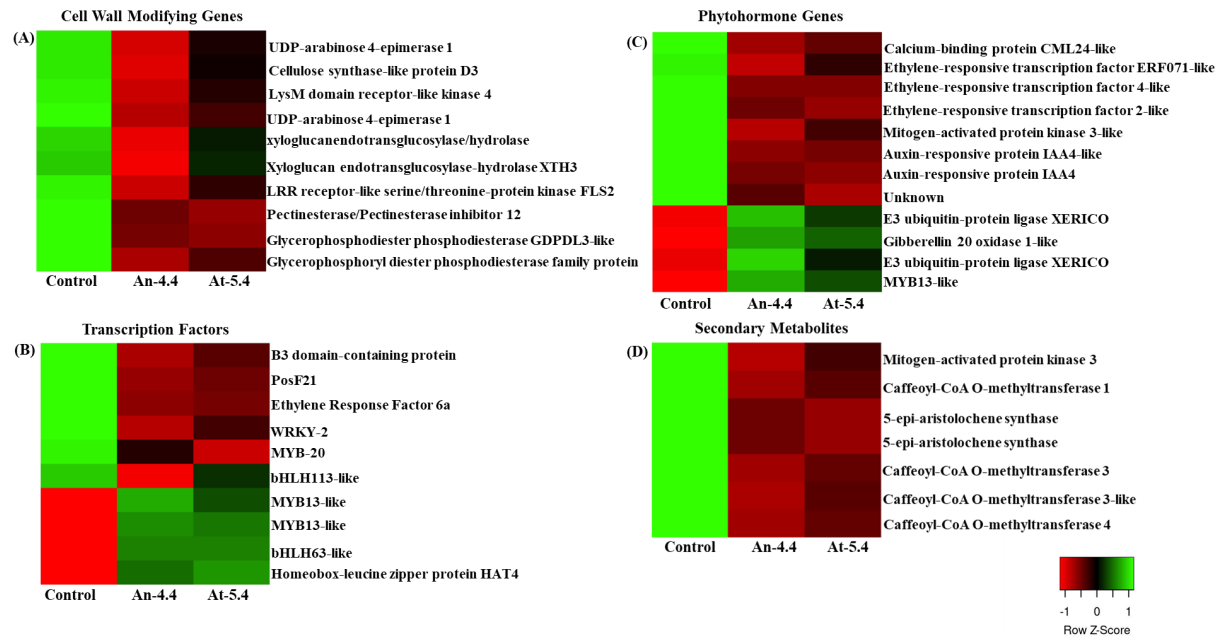 Cell Wall Modifying Genes
(A)
UDP-arabinose 4-epimerase 1
Cellulose synthase-like protein D3
LysM domain receptor-like kinase 4
UDP-arabinose 4-epimerase 1
xyloglucanendotransglucosylase/hydrolase
Xyloglucan endotransglucosylase-hydrolase XTH3
LRR receptor-like serine/threonine-protein kinase FLS2
Pectinesterase/Pectinesterase inhibitor 12
Glycerophosphodiester phosphodiesterase GDPDL3-like
Glycerophosphoryl diester phosphodiesterase family protein
Control An-4.4 At-5.4
Transcription Factors
(B)
B3 domain-containing protein
PosF21
Ethylene Response Factor 6a
WRKY-2
MYB-20
bHLH113-like
MYB13-like
MYB13-like
bHLH63-like
Homeobox-leucine zipper protein HAT4
Control An-4.4 At-5.4
Phytohormone Genes
(C)
Calcium-binding protein CML24-like
Ethylene-responsive transcription factor ERF071-like
Ethylene-responsive transcription factor 4-like
Ethylene-responsive transcription factor 2-like
Mitogen-activated protein kinase 3-like
Auxin-responsive protein IAA4-like
Auxin-responsive protein IAA4
Unknown
E3 ubiquitin-protein ligase XERICO
Gibberellin 20 oxidase 1-like
E3 ubiquitin-protein ligase XERICO
MYB13-like
Control An-4.4 At-5.4
Secondary Metabolites
(D)
Mitogen-activated protein kinase 3
Caffeoyl-CoA O-methyltransferase 1
5-epi-aristolochene synthase
5-epi-aristolochene synthase
Caffeoyl-CoA O-methyltransferase 3
Caffeoyl-CoA O-methyltransferase 3-like
Caffeoyl-CoA O-methyltransferase 4
Control An-4.4 At-5.4
-1 0 1
Row Z-Score